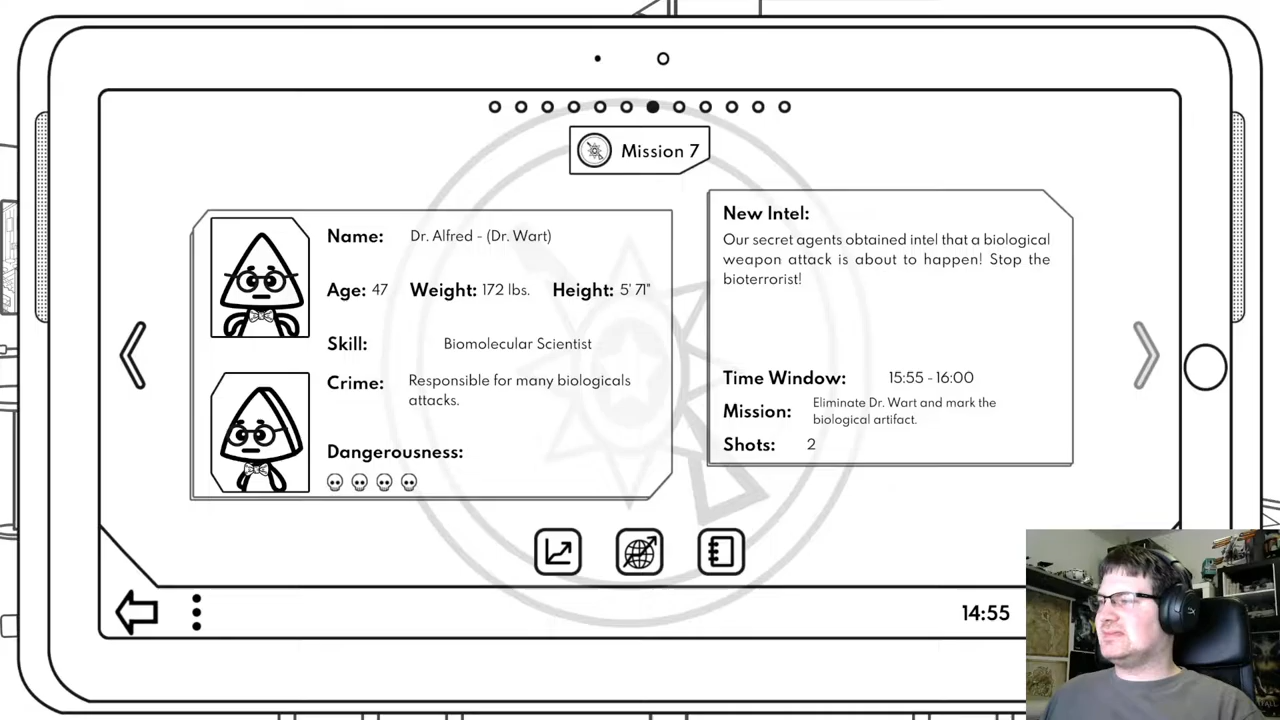 Mission 7
Name: Dr. Alfred - (Dr. Wart)
Age: 47 Weight: 172 lbs. Height: 5' 71"
Skill: Biomolecular Scientist
Crime: Responsible for many biologicals
attacks.
Dangerousness:
New Intel:
Our secret agents obtained intel that a biological
weapon attack is about to happen! Stop the
bioterrorist!
Time Window: 15:55 - 16:00
Mission: Eliminate Dr. Wart and mark the
biological artifact.
Shots: 2
14:55